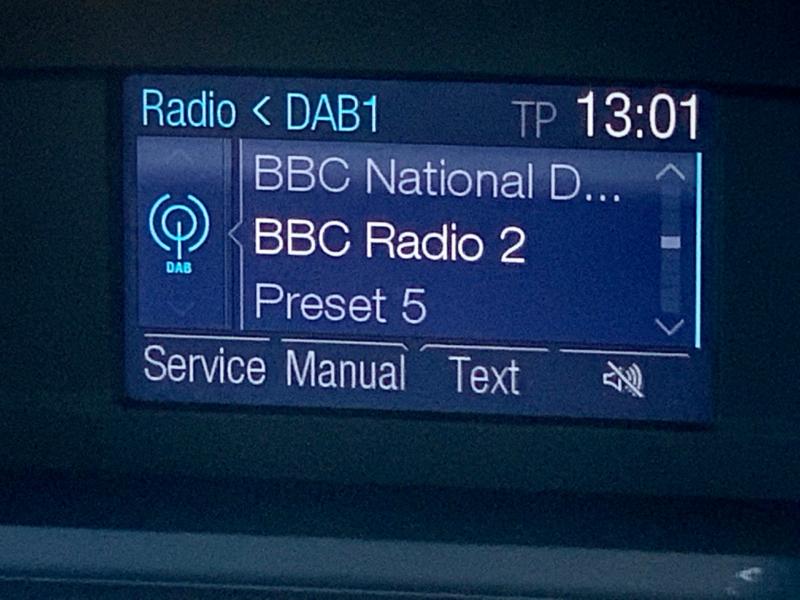 Radio < DAB1 TP 13:01
BBC National D...
BBC Radio 2
DAB
Preset 5
Service Manual Text